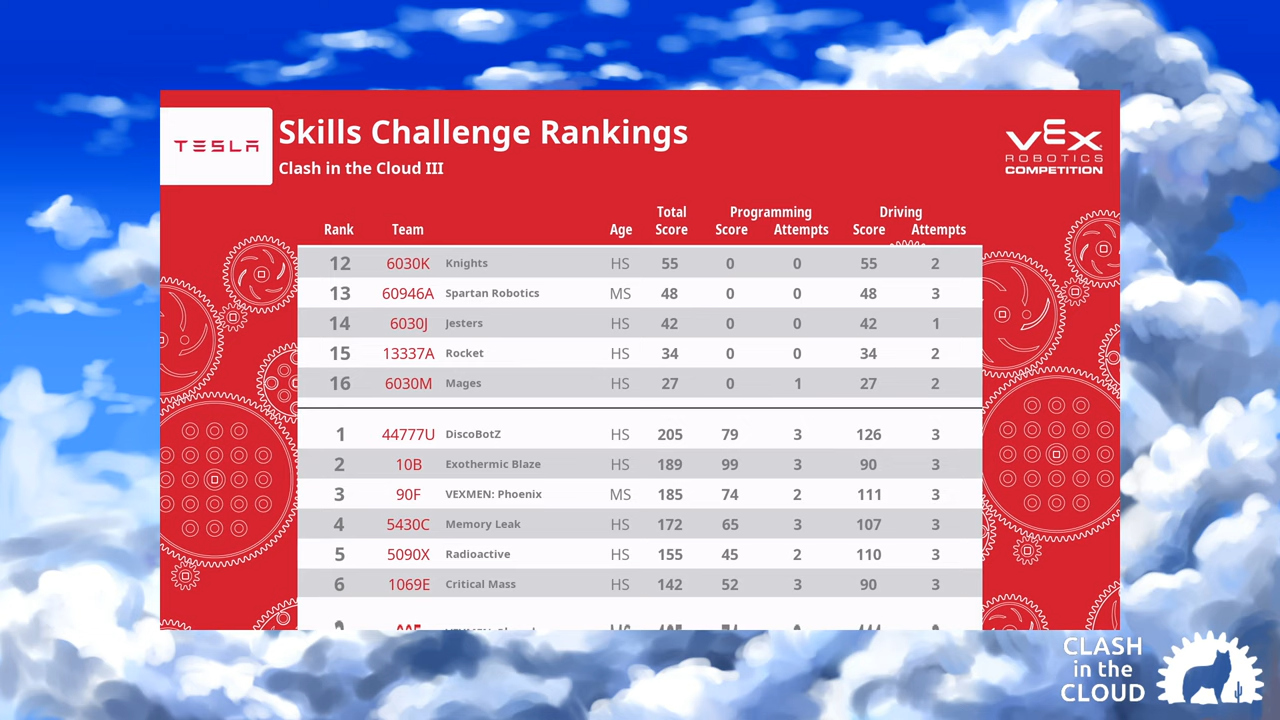 TESLA
Skills Challenge Rankings
Clash in the Cloud III
VEX
ROBOTICS
COMPETITION
Total Programming Driving
Rank Team Age Score Score Attempts Score Attempts
12 6030K Knights HS 55 0 0 55 2
13 60946A Spartan Robotics MS 48 0 0 48 3
14 6030J Jesters HS 42 0 0 42 1
15 13337A Rocket HS 34 0 0 34 2
16 6030M Mages HS 27 0 1 27 2
1 44777U DiscoBotZ HS 205 79 3 126 3
2 10B Exothermic Blaze HS 189 99 3 90 3
3 90F VEXMEN: Phoenix MS 185 74 2 111 3
4 5430C Memory Leak HS 172 65 3 107 3
5 5090X Radioactive HS 155 45 2 110 3
6 1069E Critical Mass HS 142 52 3 90 3
CLASH
in the
CLOUD